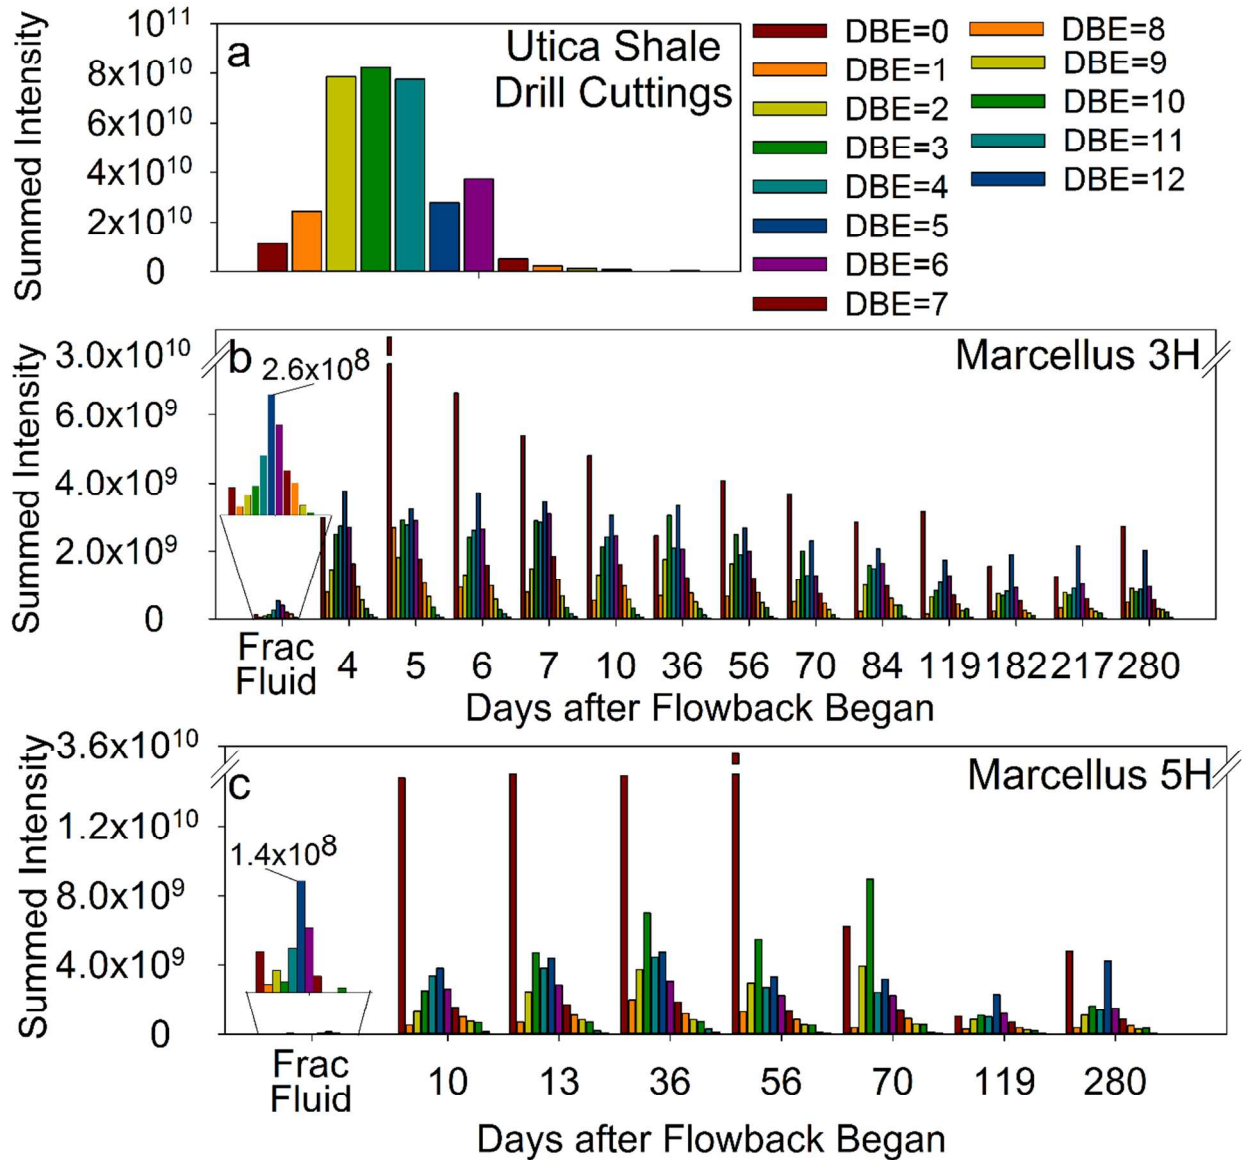 a
Utica Shale
Drill Cuttings
Summed Intensity
10¹¹
8x10¹⁰
6x10¹⁰
4x10¹⁰
2x10¹⁰
0
DBE=0
DBE=1
DBE=2
DBE=3
DBE=4
DBE=5
DBE=6
DBE=7
DBE=8
DBE=9
DBE=10
DBE=11
DBE=12
b
Marcellus 3H
Summed Intensity
3.0x10¹⁰
6.0x10⁹
4.0x10⁹
2.0x10⁹
0
2.6x10⁸
Frac
Fluid
4 5 6 7 10 36 56 70 84 119 182 217 280
Days after Flowback Began
c
Marcellus 5H
Summed Intensity
3.6x10¹⁰
1.2x10¹⁰
8.0x10⁹
4.0x10⁹
0
1.4x10⁸
Frac
Fluid
10 13 36 56 70 119 280
Days after Flowback Began